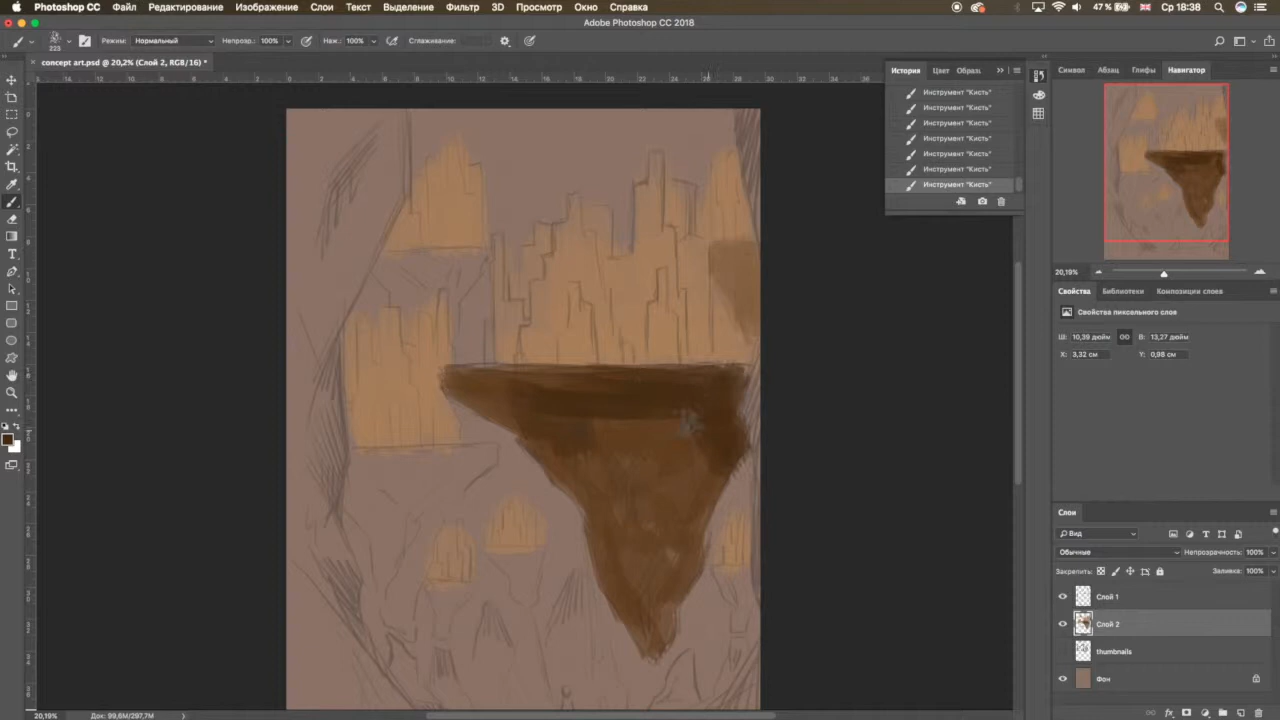 Photoshop CC Файл Редактирование Изображение Слои Текст Выделение Фильтр 3D Просмотр Окно Справка 47 % Ср 18:38
Adobe Photoshop CC 2018
223 Режим: Нормальный Непрозр.: 100% Наж.: 100% Сглаживание:
concept art.psd @ 20,2% (Слой 2, RGB/16) *
История Цвет Образц
Инструмент "Кисть"
Инструмент "Кисть"
Инструмент "Кисть"
Инструмент "Кисть"
Инструмент "Кисть"
Инструмент "Кисть"
Инструмент "Кисть"
Символ Абзац Глифы Навигатор
20,19%
Свойства Библиотеки Композиции слоев
Свойства пиксельного слоя
Ш: 10,39 дюйм В: 13,27 дюйм
X: 3,32 см Y: 0,98 см
Слои
Вид
Обычные Непрозрачность: 100%
Закрепить: Заливка: 100%
Слой 1
Слой 2
thumbnails
Фон
20,19% Док: 99,6M/297,7M